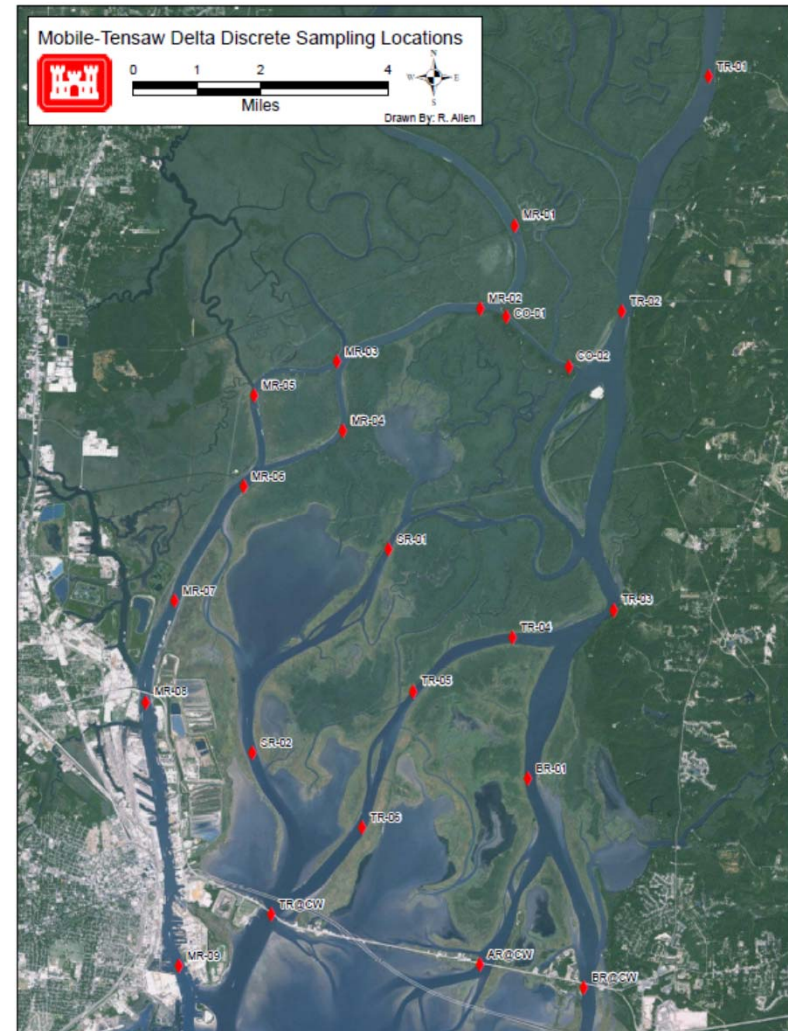 Mobile-Tensaw Delta Discrete Sampling Locations
0 1 2 4
Miles
N
W E
S
Drawn By: R. Allen
TR-01
MR-01
MR-02
CO-01
TR-02
MR-03
CO-02
MR-05
MR-04
MR-06
SR-01
MR-07
TR-03
TR-04
TR-05
MR-08
SR-02
BR-01
TR-06
TR@CW
MR-09
AR@CW
BR@CW